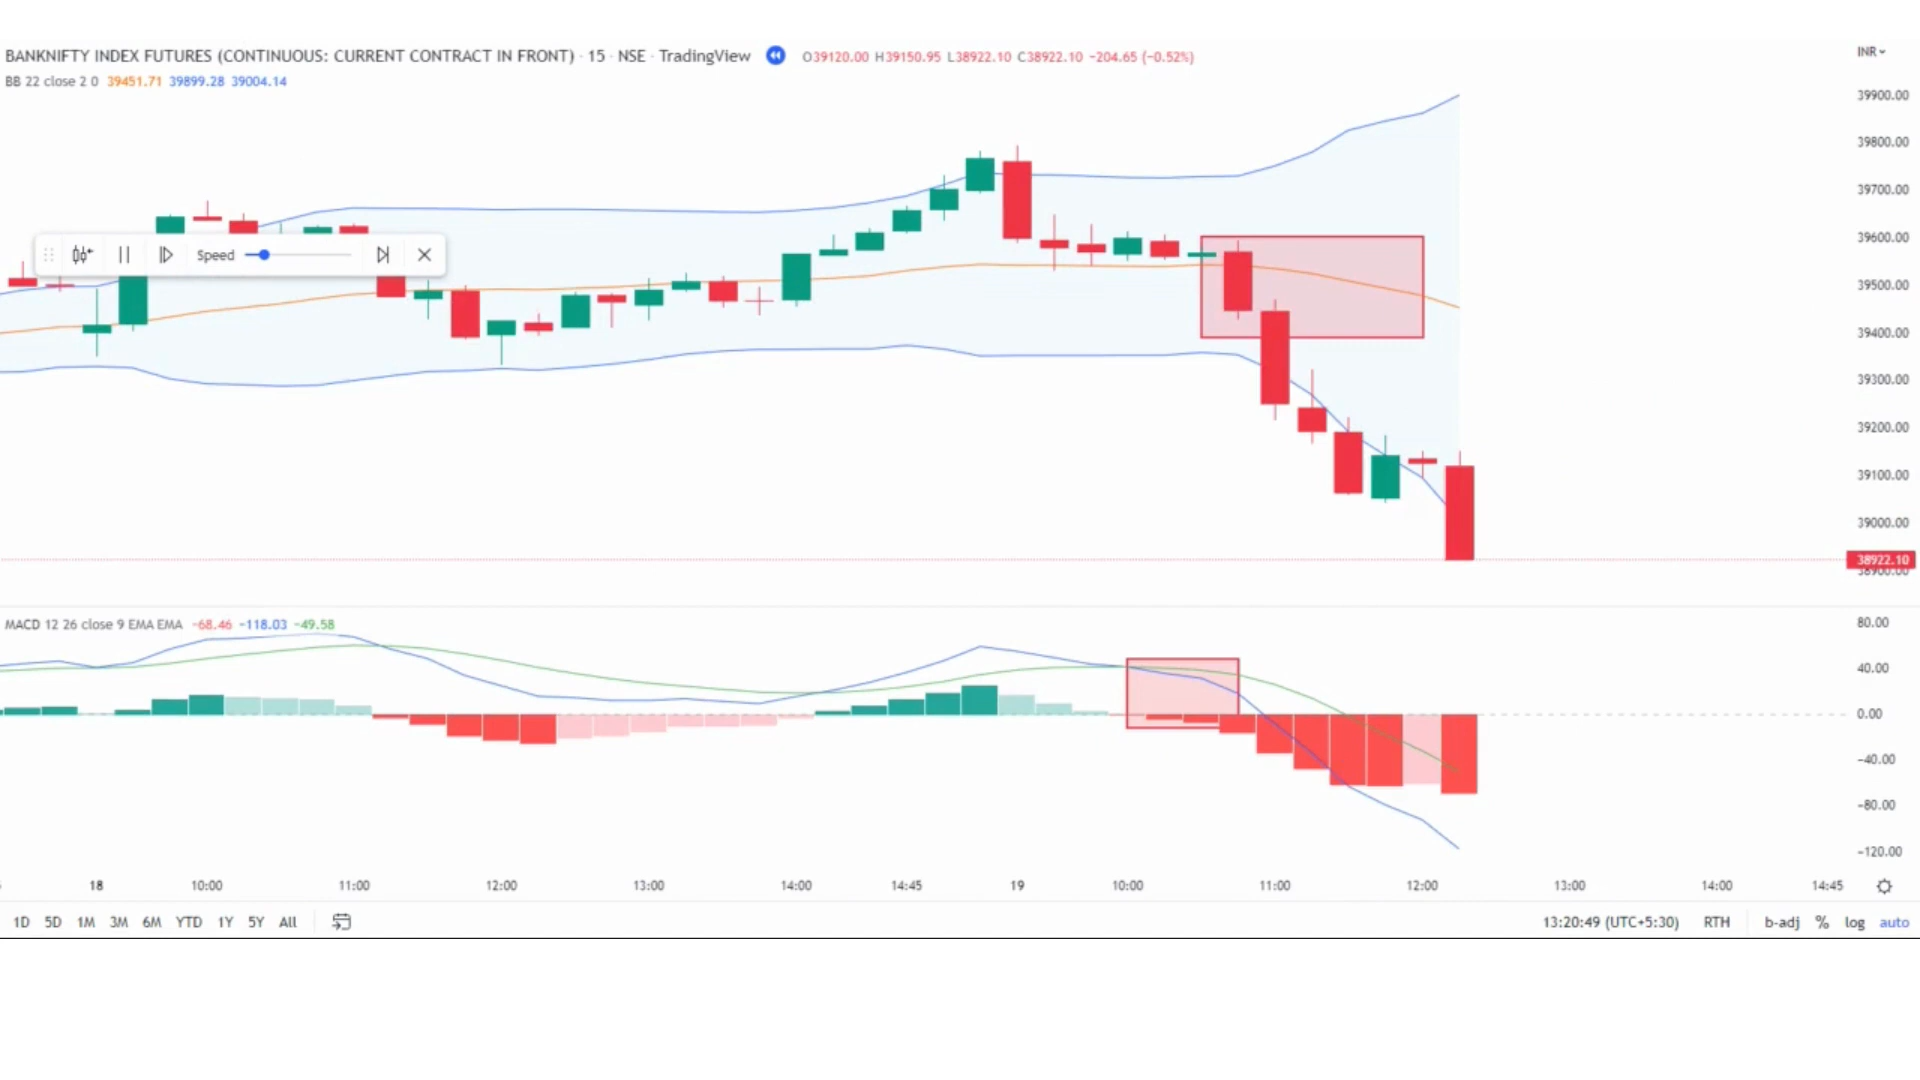 BANKNIFTY INDEX FUTURES (CONTINUOUS: CURRENT CONTRACT IN FRONT) · 15 · NSE · TradingView O39120.00 H39150.95 L38922.10 C38922.10 −204.65 (−0.52%)
INR
BB 22 close 2 0 39451.71 39899.28 39004.14
39900.00
39800.00
39700.00
39600.00
Speed
39500.00
39400.00
39300.00
39200.00
39100.00
39000.00
38922.10
38900.00
MACD 12 26 close 9 EMA EMA −68.46 −118.03 −49.58
80.00
40.00
0.00
−40.00
−80.00
−120.00
18 10:00 11:00 12:00 13:00 14:00 14:45 19 10:00 11:00 12:00 13:00 14:00 14:45
1D 5D 1M 3M 6M YTD 1Y 5Y All 13:20:49 (UTC+5:30) RTH b-adj % log auto